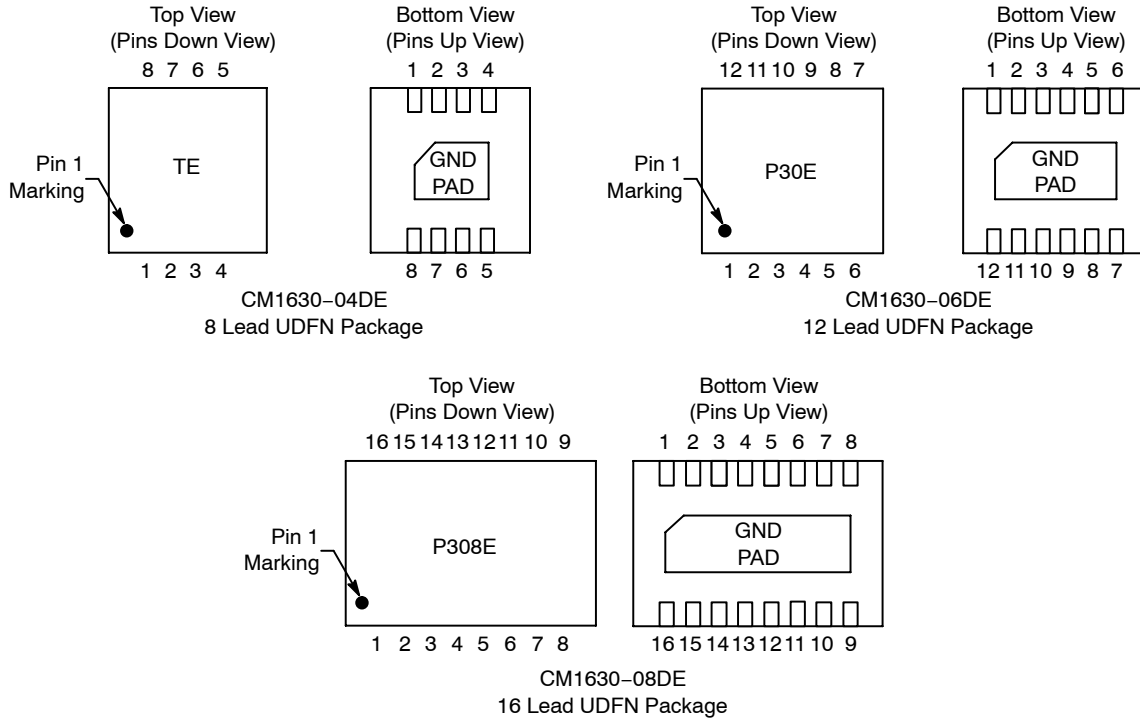 Top View
(Pins Down View)
8 7 6 5
Pin 1
Marking
TE
1 2 3 4
Bottom View
(Pins Up View)
1 2 3 4
GND
PAD
8 7 6 5
CM1630−04DE
8 Lead UDFN Package
Top View
(Pins Down View)
12 11 10 9 8 7
Pin 1
Marking
P30E
1 2 3 4 5 6
Bottom View
(Pins Up View)
1 2 3 4 5 6
GND
PAD
12 11 10 9 8 7
CM1630−06DE
12 Lead UDFN Package
Top View
(Pins Down View)
16 15 14 13 12 11 10 9
Pin 1
Marking
P308E
1 2 3 4 5 6 7 8
Bottom View
(Pins Up View)
1 2 3 4 5 6 7 8
GND
PAD
16 15 14 13 12 11 10 9
CM1630−08DE
16 Lead UDFN Package